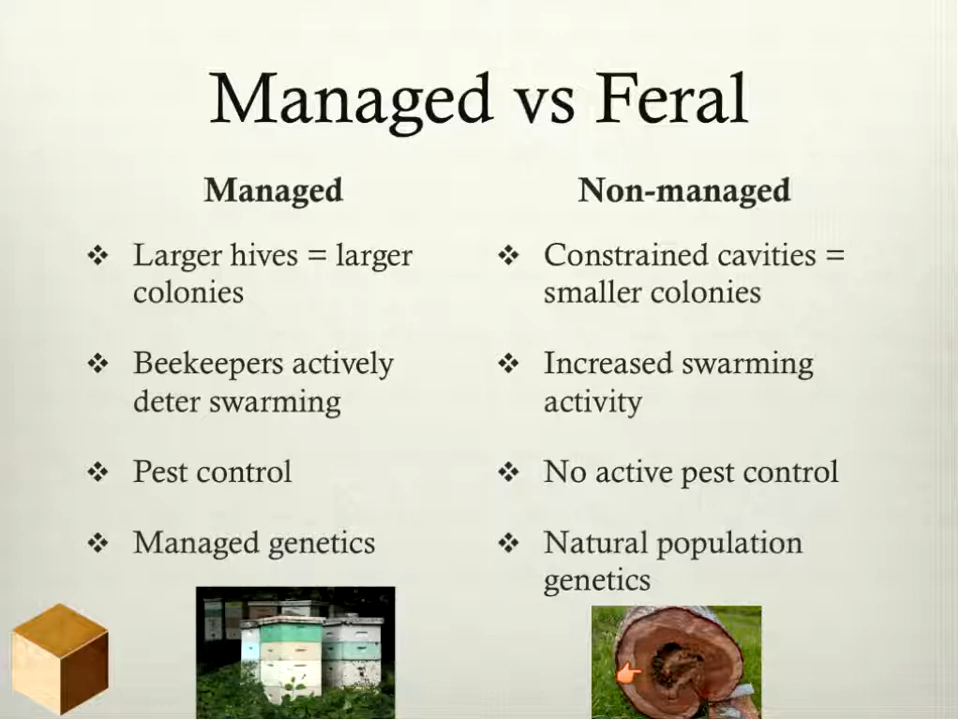 Managed vs Feral
Managed
Larger hives = larger
colonies
Beekeepers actively
deter swarming
Pest control
Managed genetics
Non-managed
Constrained cavities =
smaller colonies
Increased swarming
activity
No active pest control
Natural population
genetics